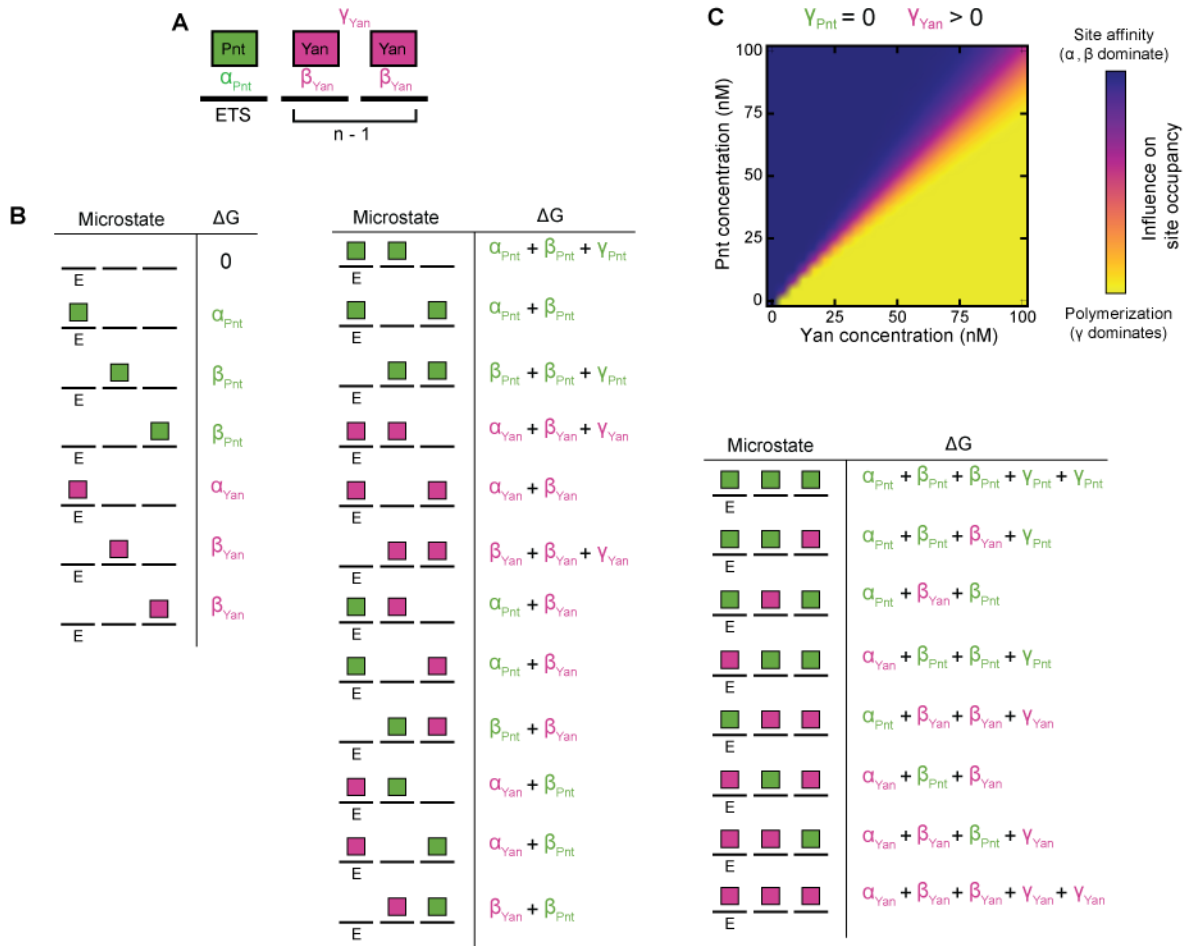 A
γYan
Pnt Yan Yan
αPnt βYan βYan
ETS
n - 1
B
Microstate ΔG
E 0
E αPnt
E βPnt
E βPnt
E αYan
E βYan
E βYan
Microstate ΔG
E αPnt + βPnt + γPnt
E αPnt + βPnt
E βPnt + βPnt + γPnt
E αYan + βYan + γYan
E αYan + βYan
E βYan + βYan + γYan
E αPnt + βYan
E αPnt + βYan
E βPnt + βYan
E αYan + βPnt
E αYan + βPnt
E βYan + βPnt
C
γPnt = 0 γYan > 0
Pnt concentration (nM)
100
75
50
25
0
0 25 50 75 100
Yan concentration (nM)
Site affinity
(α, β dominate)
Influence on
site occupancy
Polymerization
(γ dominates)
Microstate ΔG
E αPnt + βPnt + βPnt + γPnt + γPnt
E αPnt + βPnt + βYan + γPnt
E αPnt + βYan + βPnt
E αYan + βPnt + βPnt + γPnt
E αPnt + βYan + βYan + γYan
E αYan + βPnt + βYan
E αYan + βYan + βPnt + γYan
E αYan + βYan + βYan + γYan + γYan